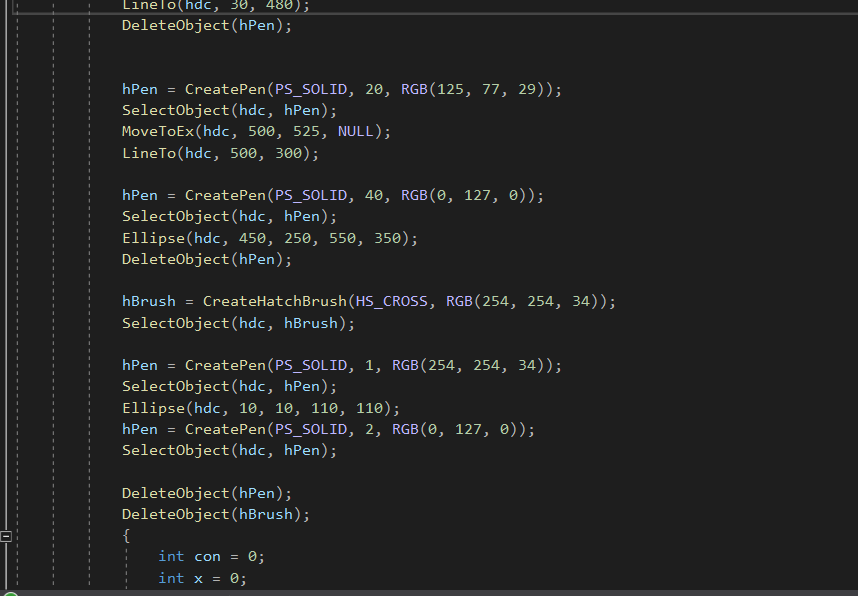 LineTo(hdc, 30, 480);
DeleteObject(hPen);
hPen = CreatePen(PS_SOLID, 20, RGB(125, 77, 29));
SelectObject(hdc, hPen);
MoveToEx(hdc, 500, 525, NULL);
LineTo(hdc, 500, 300);
hPen = CreatePen(PS_SOLID, 40, RGB(0, 127, 0));
SelectObject(hdc, hPen);
Ellipse(hdc, 450, 250, 550, 350);
DeleteObject(hPen);
hBrush = CreateHatchBrush(HS_CROSS, RGB(254, 254, 34));
SelectObject(hdc, hBrush);
hPen = CreatePen(PS_SOLID, 1, RGB(254, 254, 34));
SelectObject(hdc, hPen);
Ellipse(hdc, 10, 10, 110, 110);
hPen = CreatePen(PS_SOLID, 2, RGB(0, 127, 0));
SelectObject(hdc, hPen);
DeleteObject(hPen);
DeleteObject(hBrush);
{
int con = 0;
int x = 0;